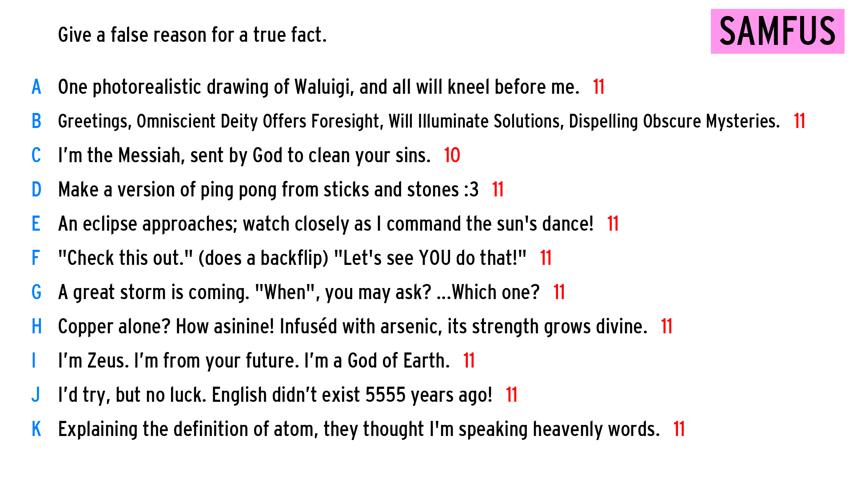 Give a false reason for a true fact.
SAMFUS
A One photorealistic drawing of Waluigi, and all will kneel before me. 11
B Greetings, Omniscient Deity Offers Foresight, Will Illuminate Solutions, Dispelling Obscure Mysteries. 11
C I'm the Messiah, sent by God to clean your sins. 10
D Make a version of ping pong from sticks and stones :3 11
E An eclipse approaches; watch closely as I command the sun's dance! 11
F "Check this out." (does a backflip) "Let's see YOU do that!" 11
G A great storm is coming. "When", you may ask? ...Which one? 11
H Copper alone? How asinine! Infuséd with arsenic, its strength grows divine. 11
I I'm Zeus. I'm from your future. I'm a God of Earth. 11
J I'd try, but no luck. English didn't exist 5555 years ago! 11
K Explaining the definition of atom, they thought I'm speaking heavenly words. 11